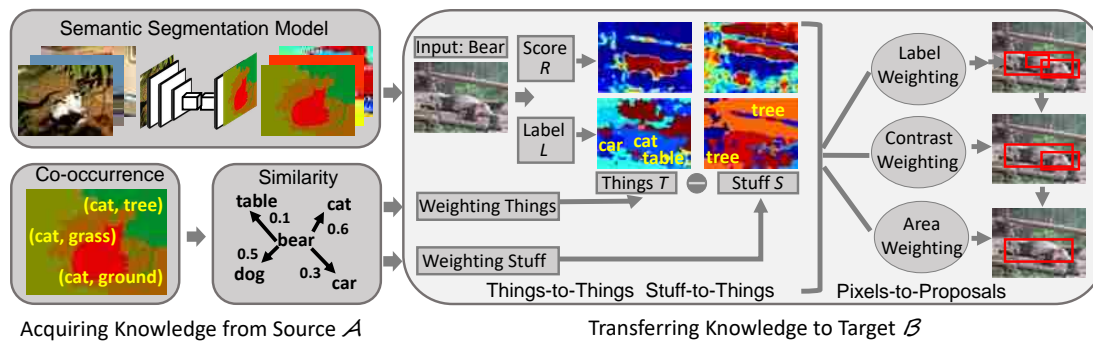 Semantic Segmentation Model
Co-occurrence
(cat, tree)
(cat, grass)
(cat, ground)
Similarity
table
cat
0.1
0.6
bear
0.5
0.3
dog
car
Acquiring Knowledge from Source 𝒜
Input: Bear
Score
R
Label
L
car
cat
table
tree
tree
Things T
Stuff S
Weighting Things
Weighting Stuff
Things-to-Things
Stuff-to-Things
Label
Weighting
Contrast
Weighting
Area
Weighting
Pixels-to-Proposals
Transferring Knowledge to Target ℬ